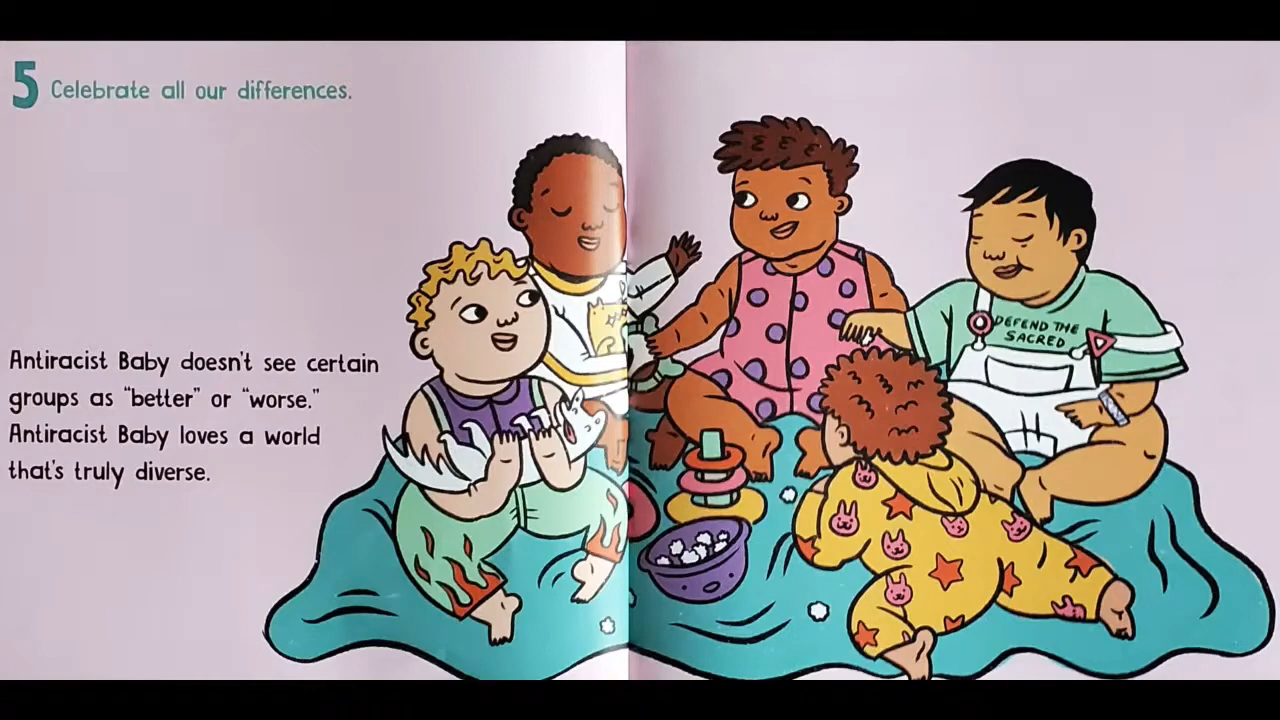 5 Celebrate all our differences.
Antiracist Baby doesn't see certain
groups as "better" or "worse."
Antiracist Baby loves a world
that's truly diverse.
DEFEND THE
SACRED